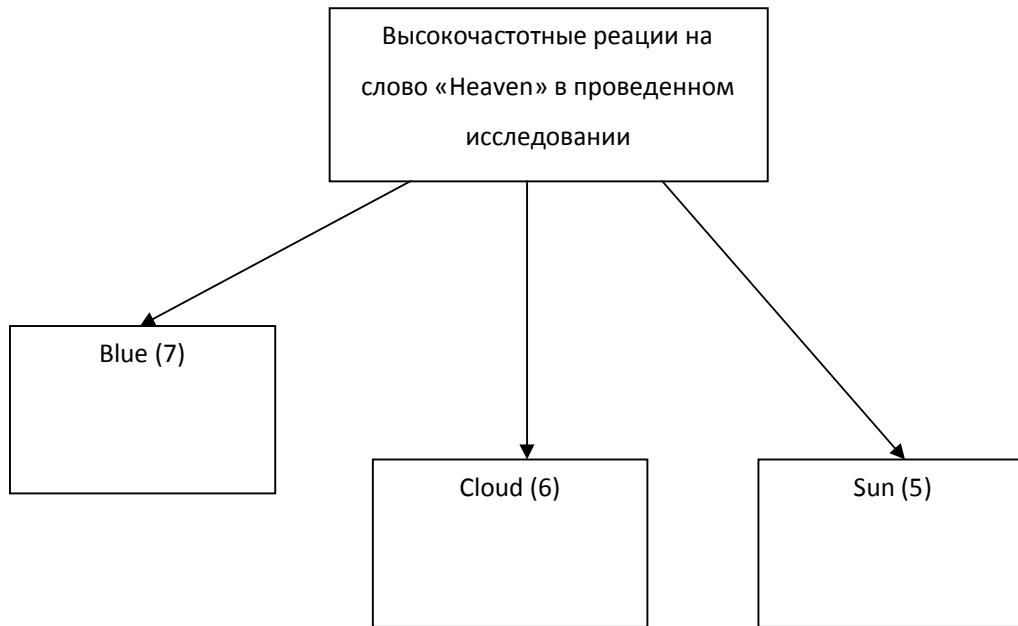 Высокочастотные реации на
слово «Heaven» в проведенном
исследовании
Blue (7)
Cloud (6)
Sun (5)